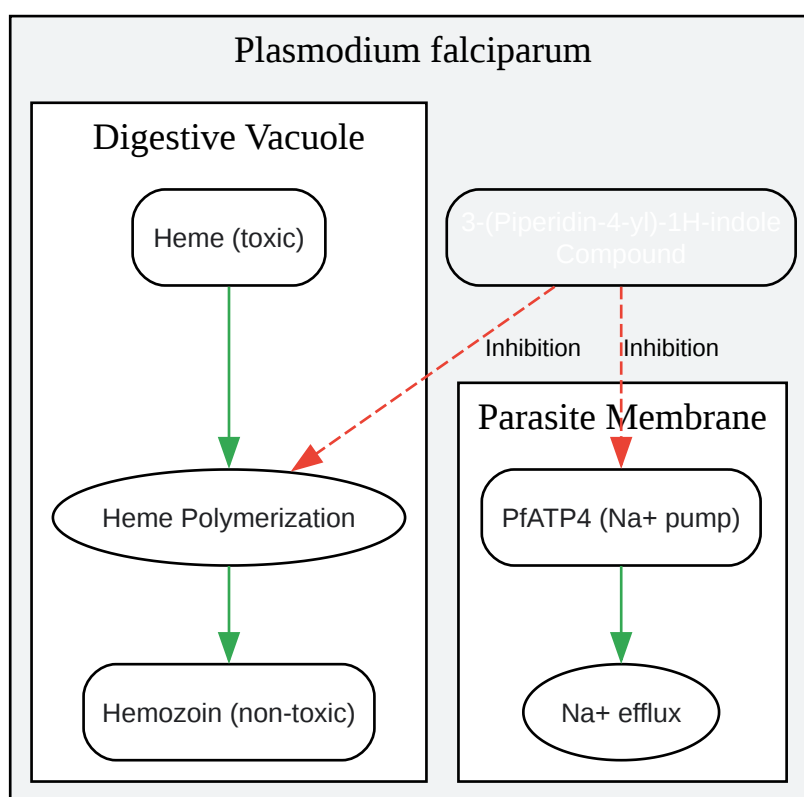 Plasmodium falciparum
Digestive Vacuole
Heme (toxic)
3-(Piperidin-4-yl)-1H-indole
Compound
Inhibition
Inhibition
Parasite Membrane
Heme Polymerization
PfATP4 (Na+ pump)
Hemozoin (non-toxic)
Na+ efflux